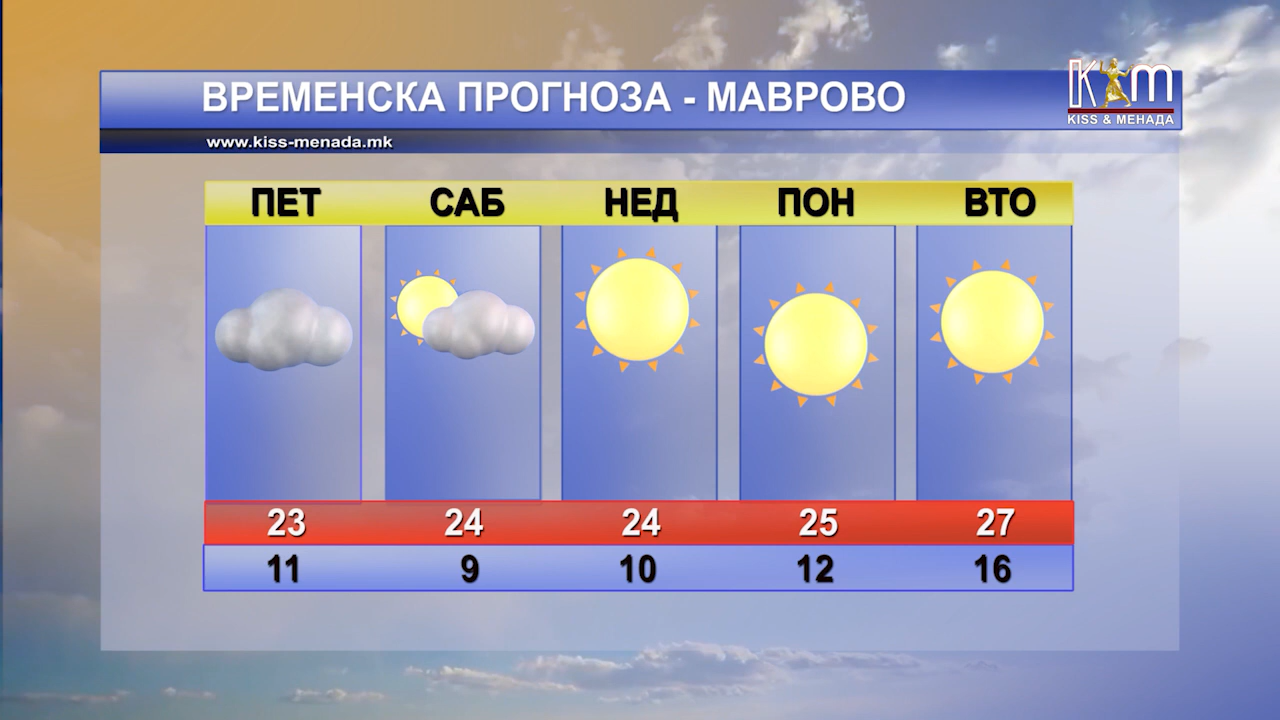 ВРЕМЕНСКА ПРОГНОЗА - МАВРОВО
K m
KISS & МЕНАДА
www.kiss-menada.mk
ПЕТ САБ НЕД ПОН ВТО
23 24 24 25 27
11 9 10 12 16